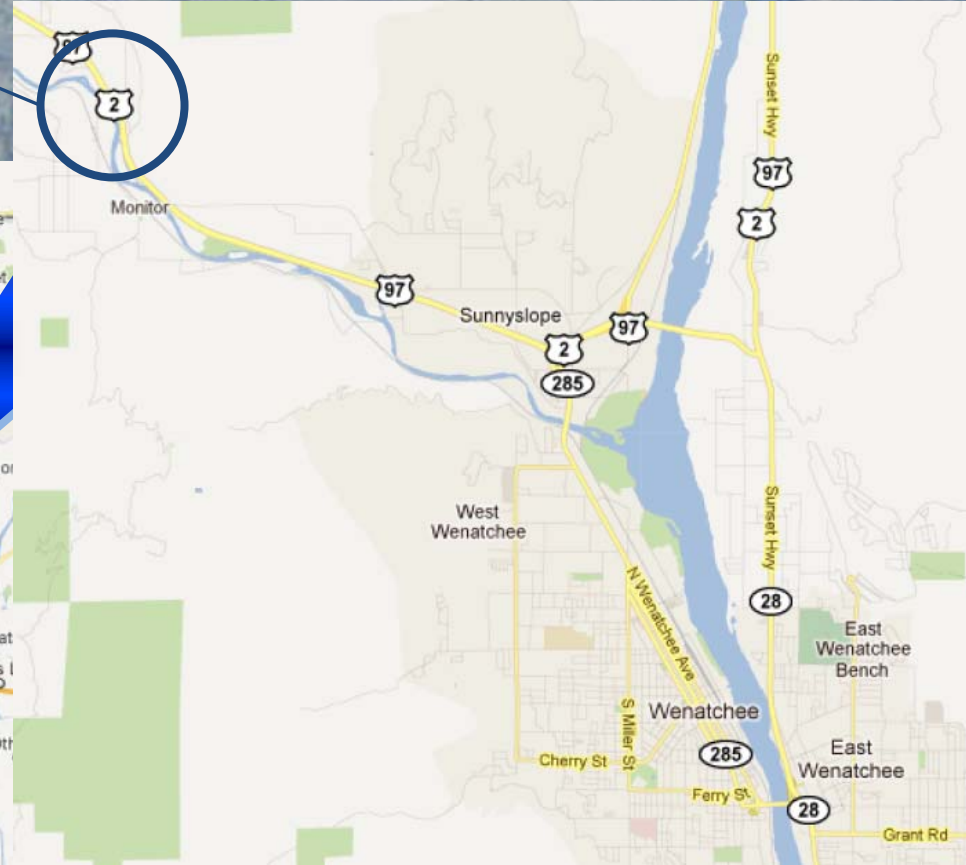 97
2
Sunset Hwy
97
2
Monitor
97
Sunnyslope
97
2
285
West
Wenatchee
Sunset Hwy
N Wenatchee Ave
28
East
Wenatchee
Bench
S Miller St
Wenatchee
285
East
Wenatchee
Cherry St
Ferry St
28
Grant Rd